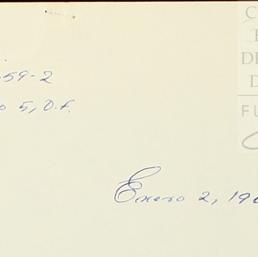 59-2
o 5, D.F.
Enero 2, 19
C
D
D
F U